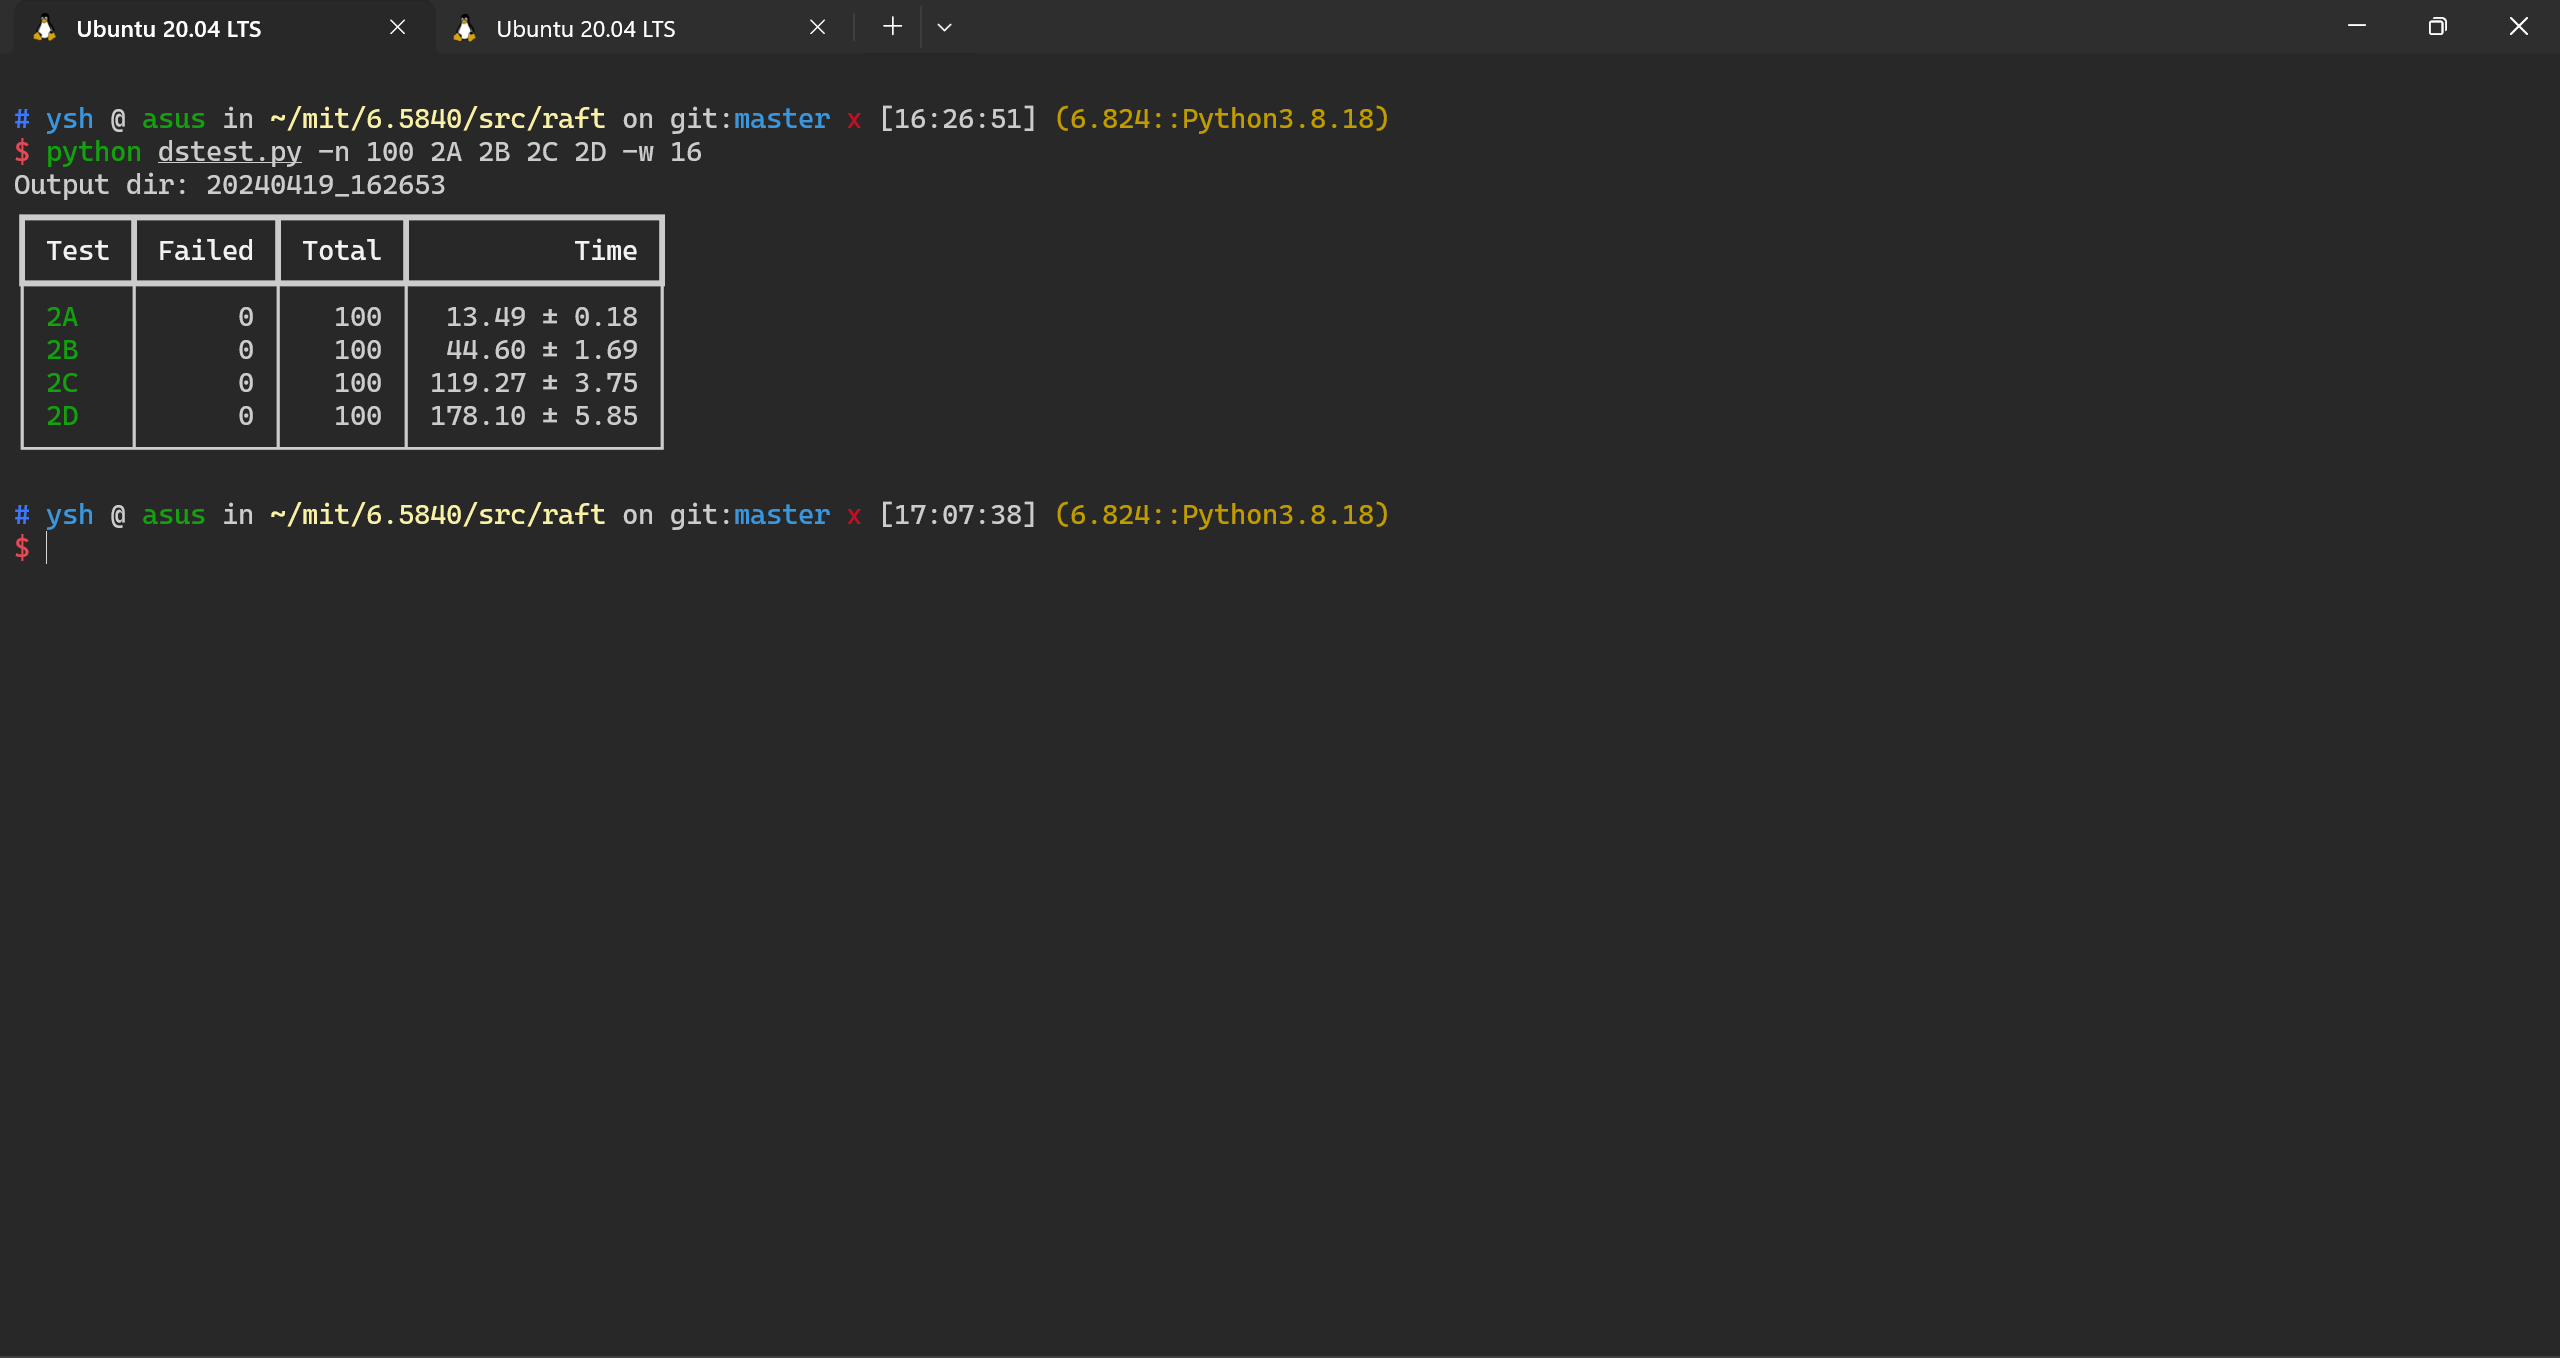 Ubuntu 20.04 LTS Ubuntu 20.04 LTS
# ysh @ asus in ~/mit/6.5840/src/raft on git:master x [16:26:51] (6.824::Python3.8.18)
$ python dstest.py -n 100 2A 2B 2C 2D -w 16
Output dir: 20240419_162653
Test Failed Total Time
2A 0 100 13.49 ± 0.18
2B 0 100 44.60 ± 1.69
2C 0 100 119.27 ± 3.75
2D 0 100 178.10 ± 5.85
# ysh @ asus in ~/mit/6.5840/src/raft on git:master x [17:07:38] (6.824::Python3.8.18)
$